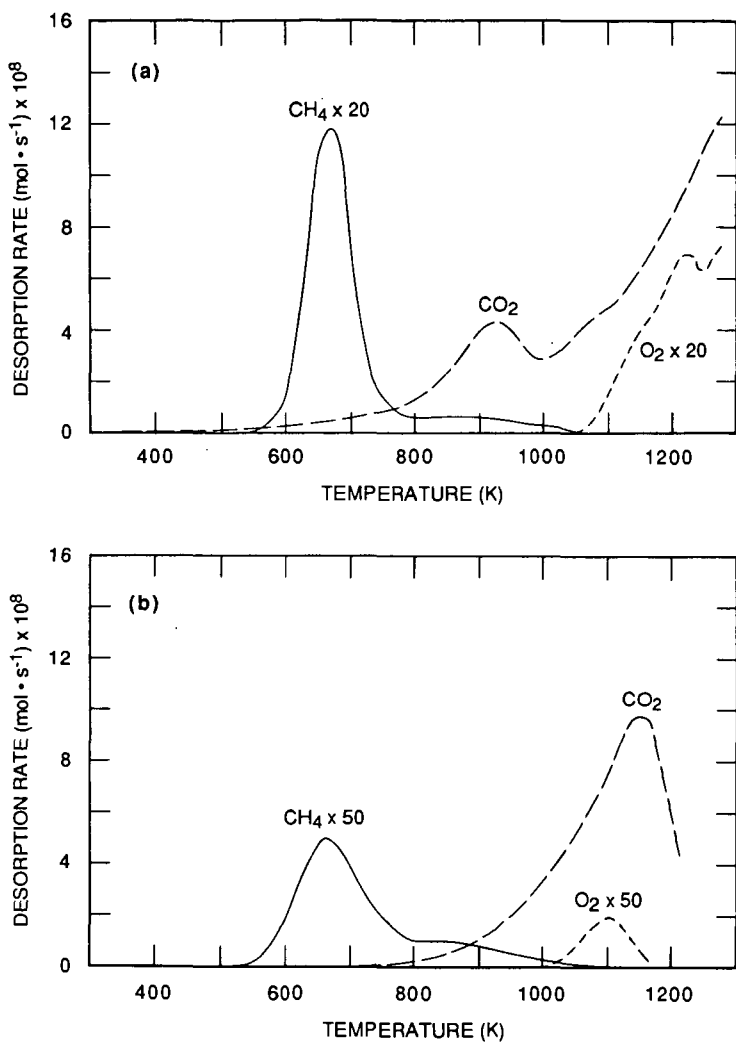 (a)
DESORPTION RATE (mol • s⁻¹) x 10⁸
16
12
8
4
0
CH₄ x 20
CO₂
O₂ x 20
400 600 800 1000 1200
TEMPERATURE (K)
(b)
DESORPTION RATE (mol • s⁻¹) x 10⁸
16
12
8
4
0
CH₄ x 50
CO₂
O₂ x 50
400 600 800 1000 1200
TEMPERATURE (K)